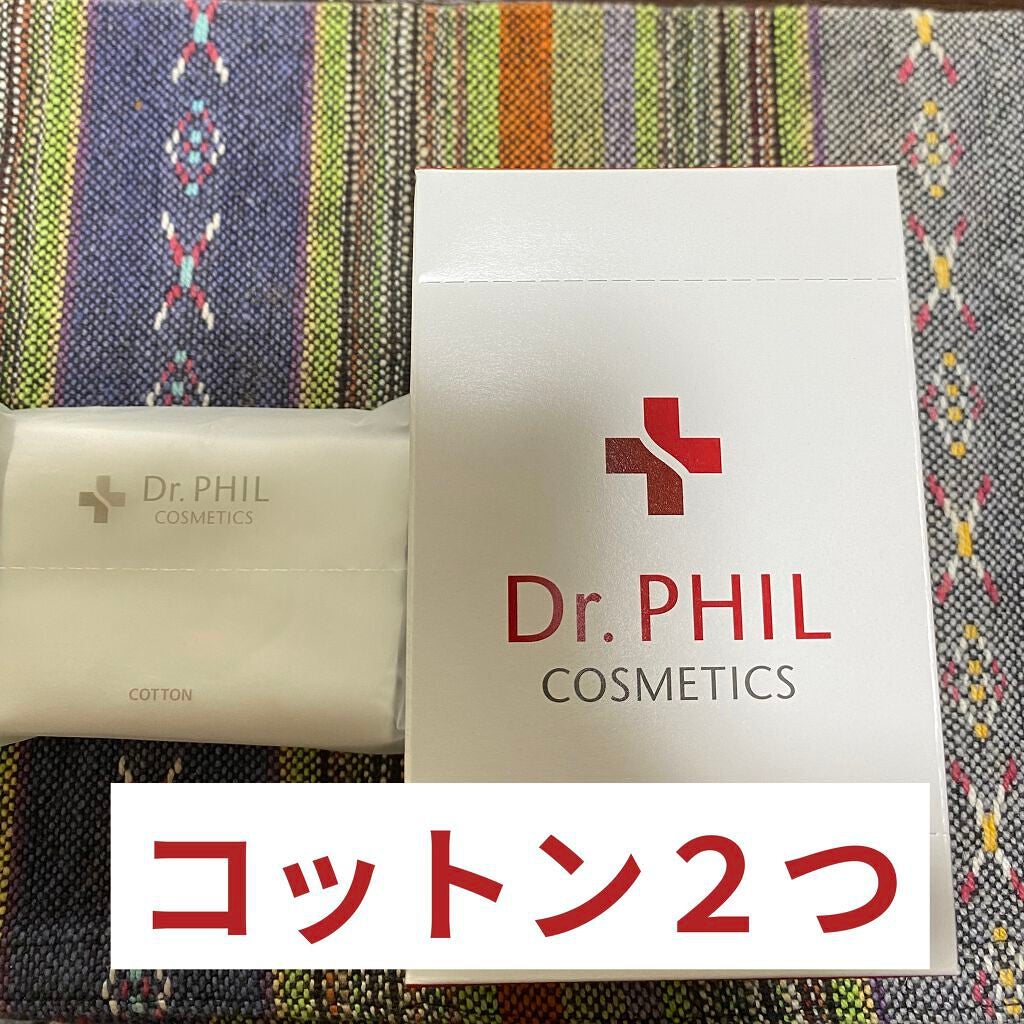 Dr. PHIL
COSMETICS
COTTON
Dr. PHIL
COSMETICS
コットン２つ